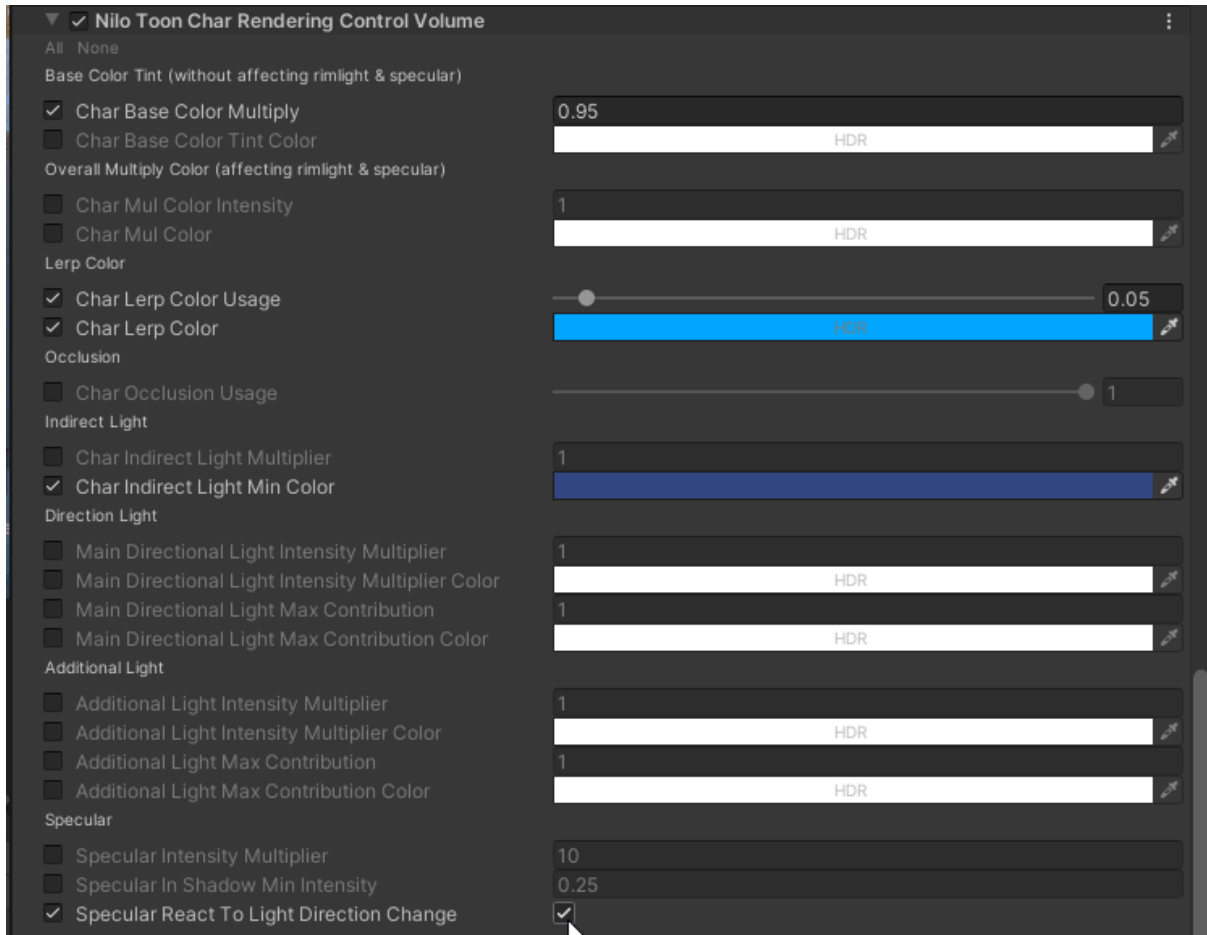 Nilo Toon Char Rendering Control Volume
All None
Base Color Tint (without affecting rimlight & specular)
Char Base Color Multiply 0.95
Char Base Color Tint Color HDR
Overall Multiply Color (affecting rimlight & specular)
Char Mul Color Intensity 1
Char Mul Color HDR
Lerp Color
Char Lerp Color Usage 0.05
Char Lerp Color HDR
Occlusion
Char Occlusion Usage 1
Indirect Light
Char Indirect Light Multiplier 1
Char Indirect Light Min Color
Direction Light
Main Directional Light Intensity Multiplier 1
Main Directional Light Intensity Multiplier Color HDR
Main Directional Light Max Contribution 1
Main Directional Light Max Contribution Color HDR
Additional Light
Additional Light Intensity Multiplier 1
Additional Light Intensity Multiplier Color HDR
Additional Light Max Contribution 1
Additional Light Max Contribution Color HDR
Specular
Specular Intensity Multiplier 10
Specular In Shadow Min Intensity 0.25
Specular React To Light Direction Change